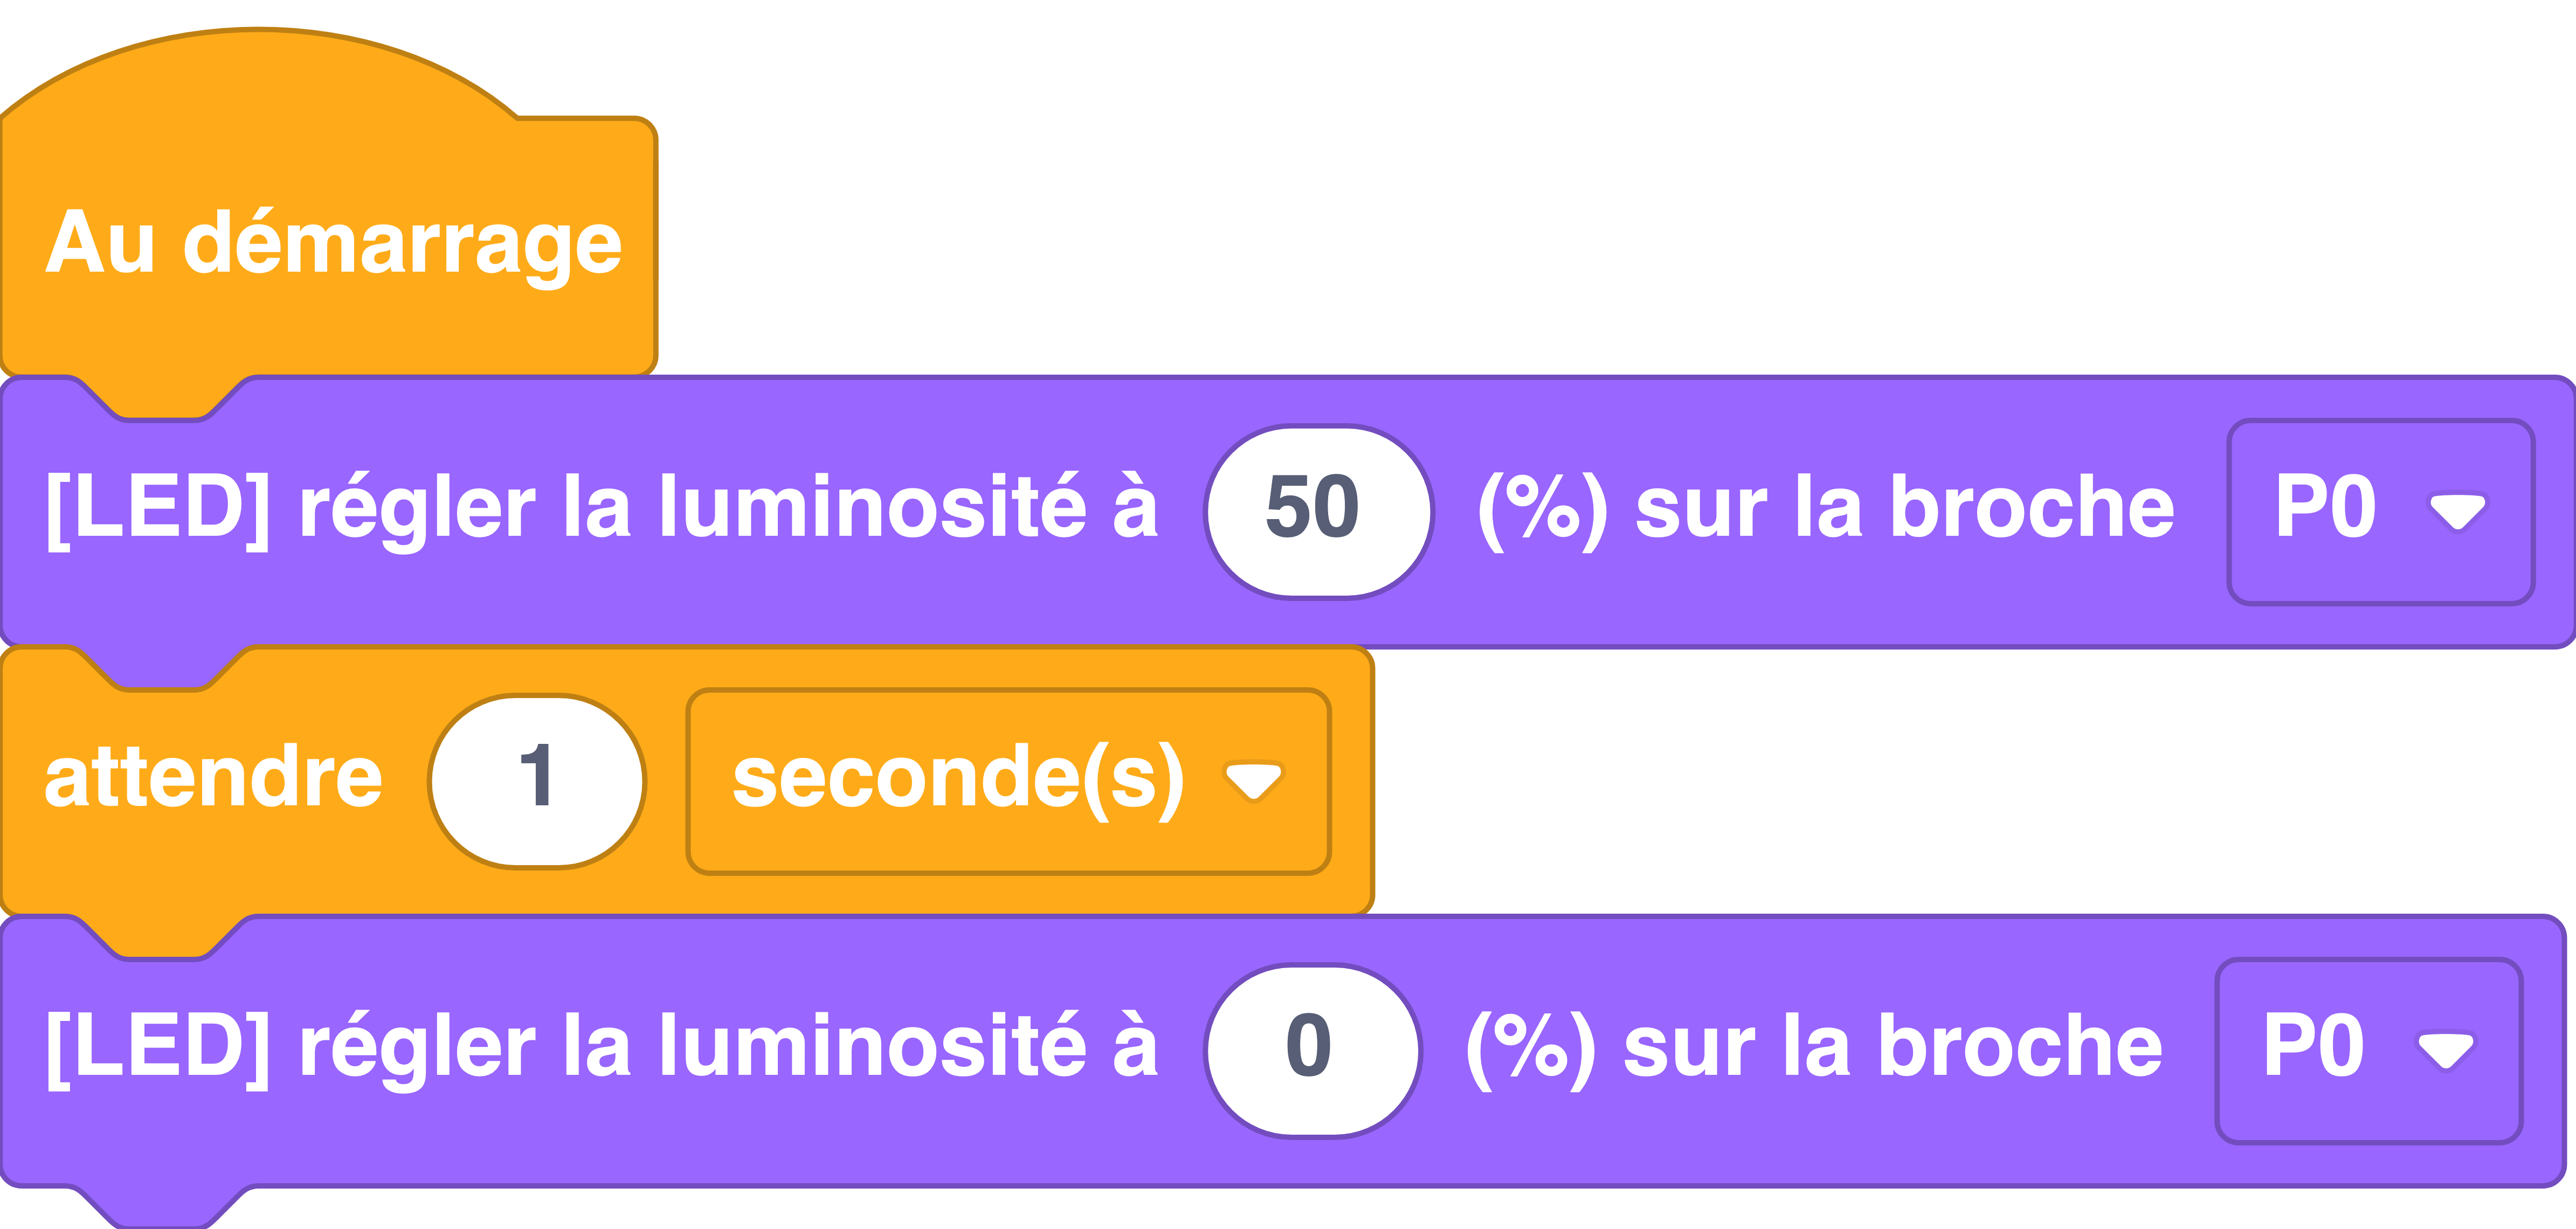 Au démarrage
[LED] régler la luminosité à 50 (%) sur la broche P0
attendre 1 seconde(s)
[LED] régler la luminosité à 0 (%) sur la broche P0